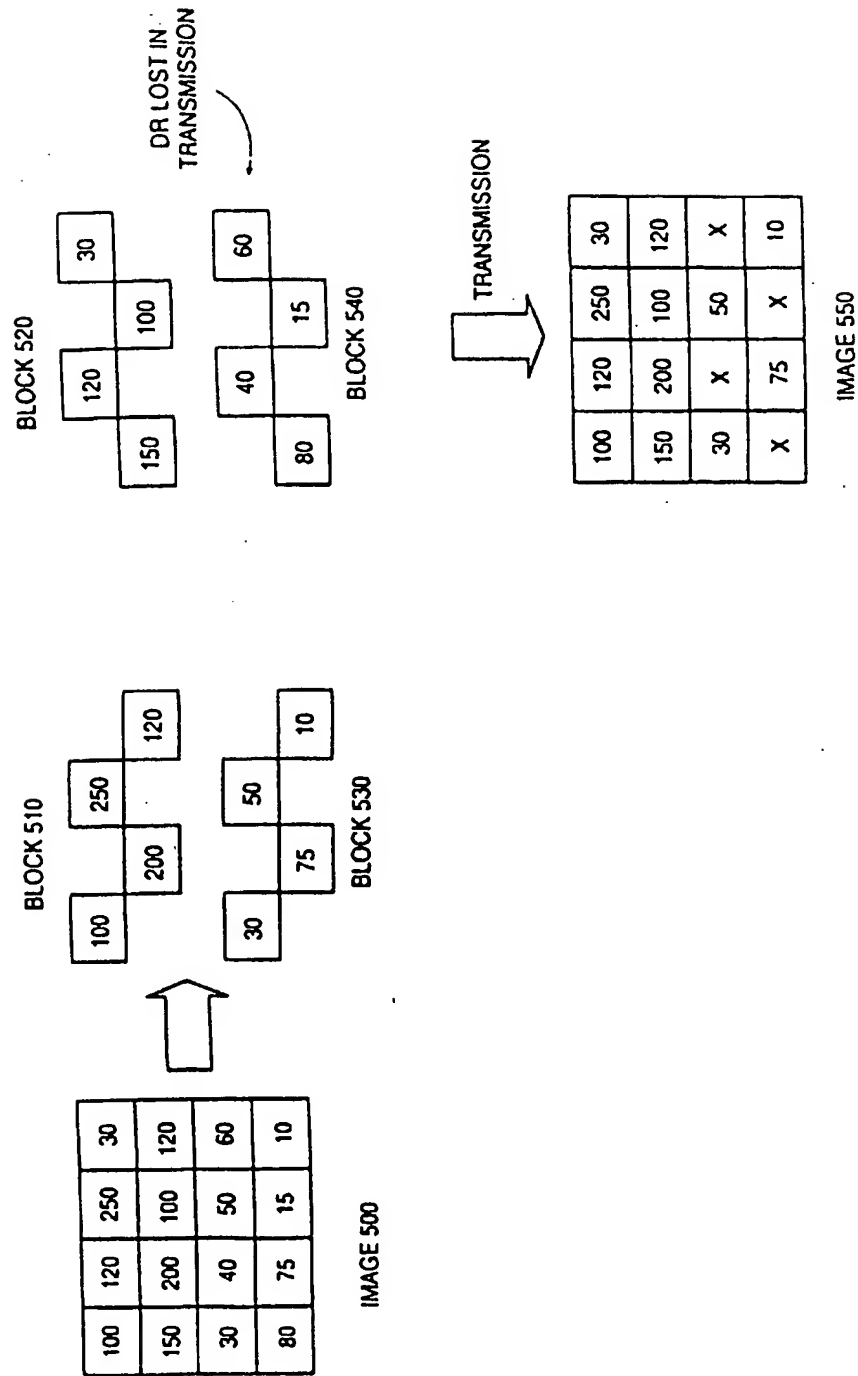 100 120 250 30
150 200 100 120
30 40 50 60
80 75 15 10
IMAGE 500
BLOCK 510
100 250
200 120
30 50
75 10
BLOCK 530
BLOCK 520
120 30
150 100
40 60
80 15
BLOCK 540
DR LOST IN
TRANSMISSION
TRANSMISSION
100 120 250 30
150 200 100 120
30 X 50 X
X 75 X 10
IMAGE 550